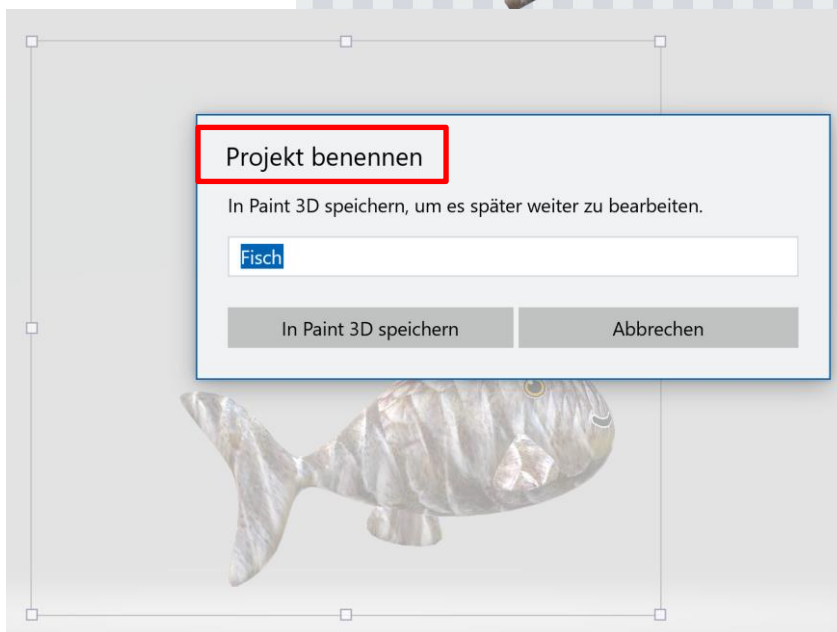 Projekt benennen
In Paint 3D speichern, um es später weiter zu bearbeiten.
Fisch
In Paint 3D speichern
Abbrechen